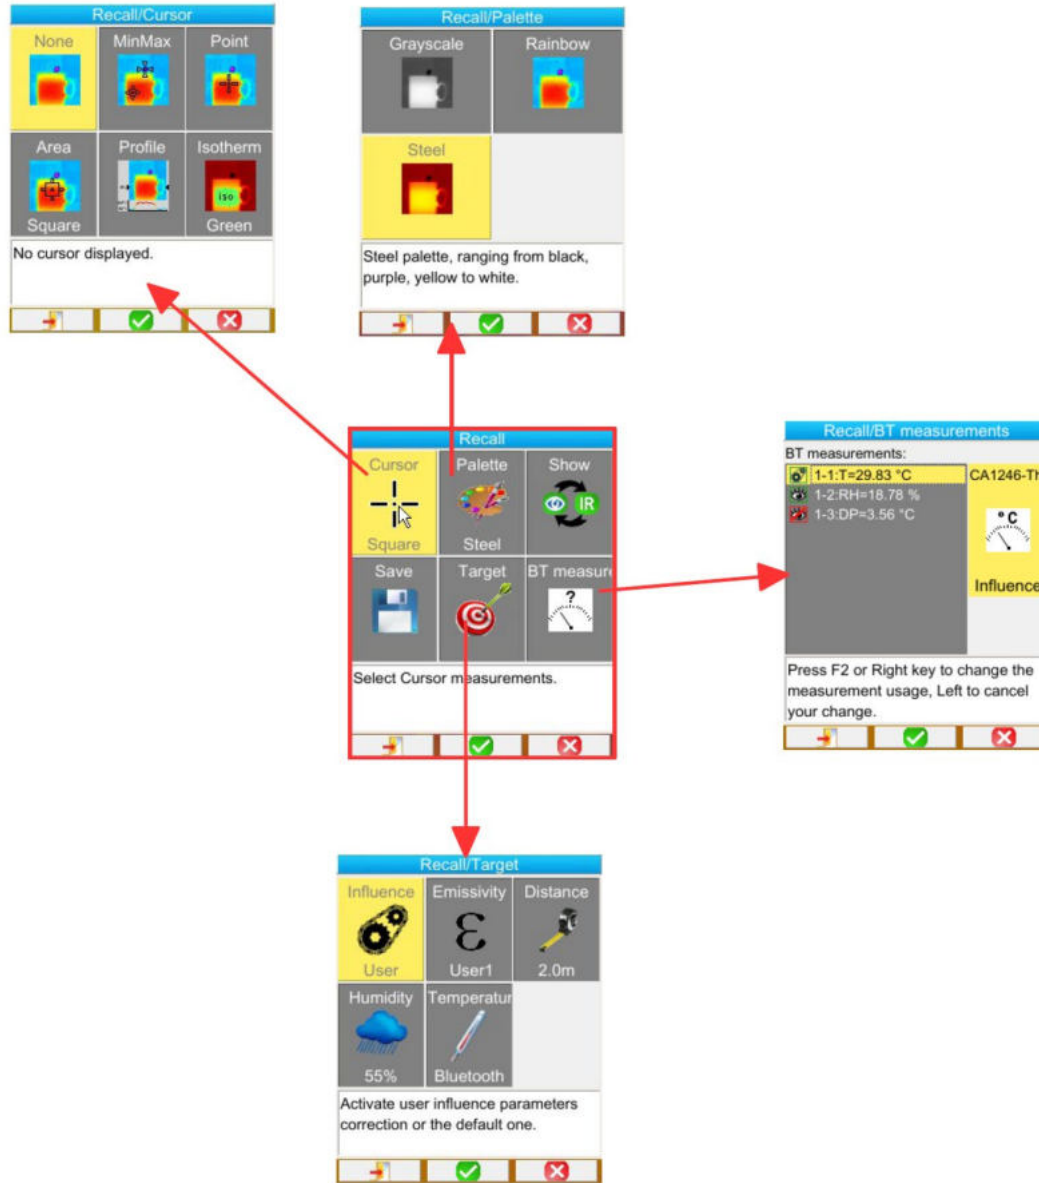 Recall/Cursor
None MinMax Point
Area Profile Isotherm
iso
Square Green
No cursor displayed.
Recall/Palette
Grayscale Rainbow
Steel
Steel palette, ranging from black,
purple, yellow to white.
Recall
Cursor Palette Show
IR
Square Steel
Save Target BT measure
?
Select Cursor measurements.
Recall/BT measurements
BT measurements:
1-1:T=29.83 °C CA1246-Th
1-2:RH=18.78 %
1-3:DP=3.56 °C
°C
Influence
Press F2 or Right key to change the
measurement usage, Left to cancel
your change.
Recall/Target
Influence Emissivity Distance
ε
User User1 2.0m
Humidity Temperatur
55% Bluetooth
Activate user influence parameters
correction or the default one.